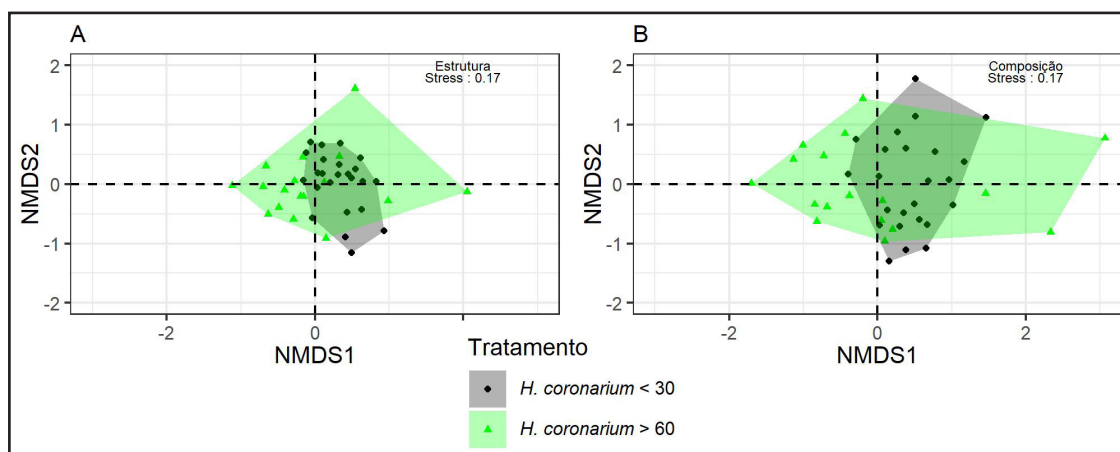 A
Estrutura
Stress : 0.17
2
1
0
-1
-2
NMDS2
-2
0
NMDS1
B
Composição
Stress : 0.17
2
1
0
-1
-2
NMDS2
-2
0
2
NMDS1
Tratamento
H. coronarium < 30
H. coronarium > 60